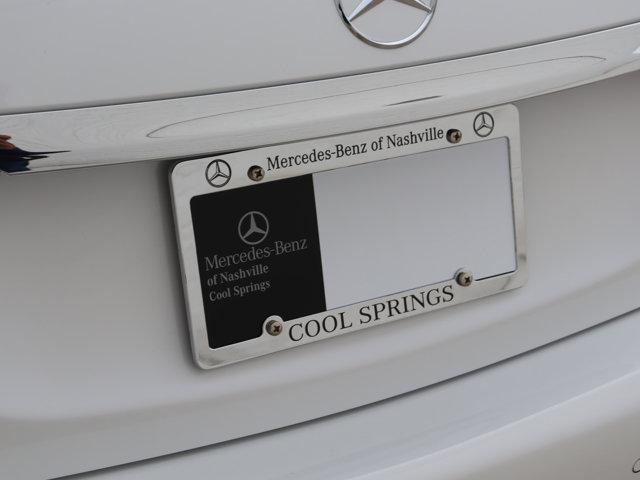 Mercedes-Benz of Nashville
Mercedes-Benz
of Nashville
Cool Springs
COOL SPRINGS